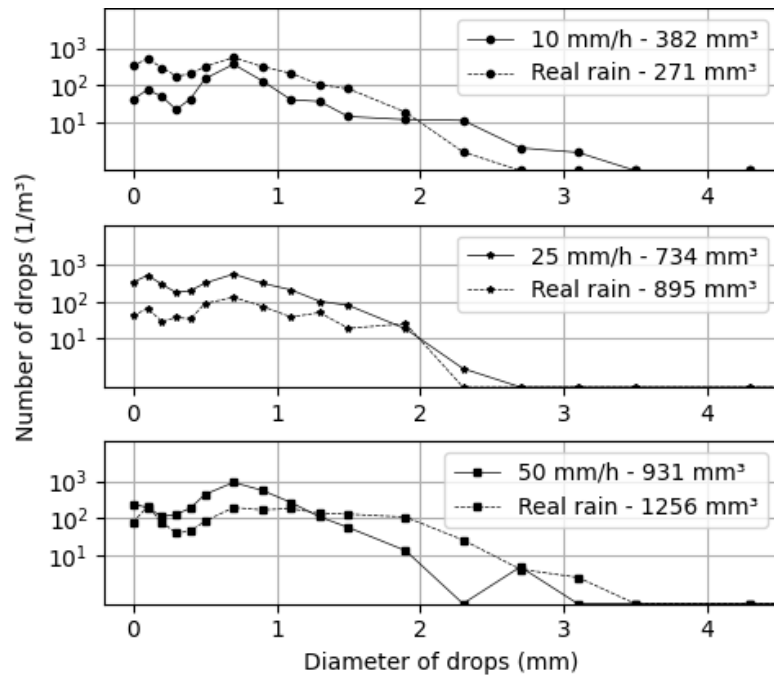 Number of drops (1/m³)
10³
10²
10¹
10 mm/h - 382 mm³
Real rain - 271 mm³
0 1 2 3 4
10³
10²
10¹
25 mm/h - 734 mm³
Real rain - 895 mm³
0 1 2 3 4
10³
10²
10¹
50 mm/h - 931 mm³
Real rain - 1256 mm³
0 1 2 3 4
Diameter of drops (mm)